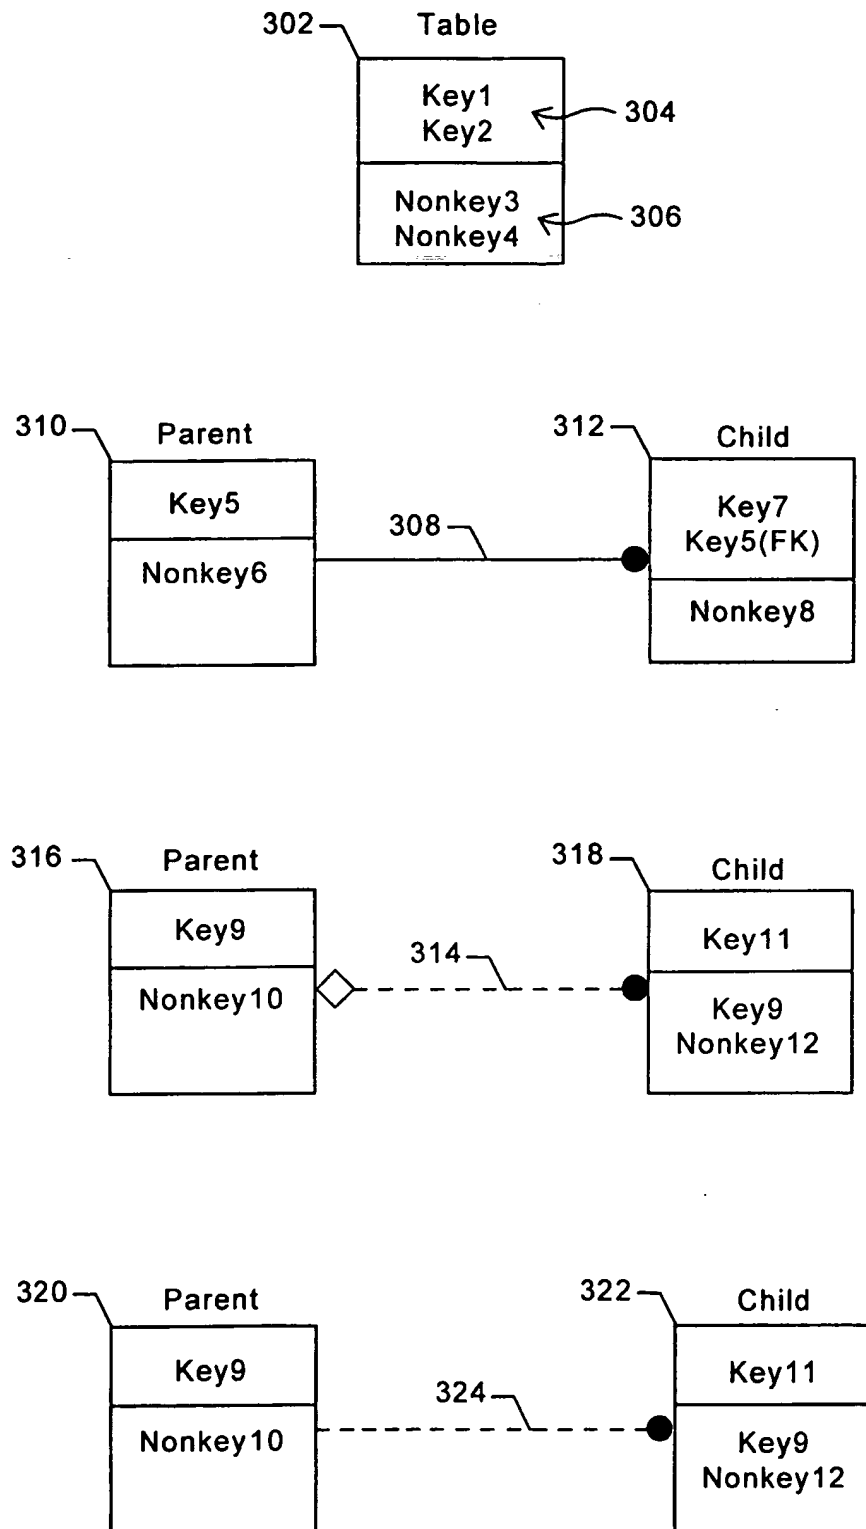 302 Table
Key1
Key2
304
Nonkey3
Nonkey4
306
310 Parent
312 Child
Key5
Nonkey6
308
Key7
Key5(FK)
Nonkey8
316 Parent
318 Child
Key9
Nonkey10
314
Key11
Key9
Nonkey12
320 Parent
322 Child
Key9
Nonkey10
324
Key11
Key9
Nonkey12